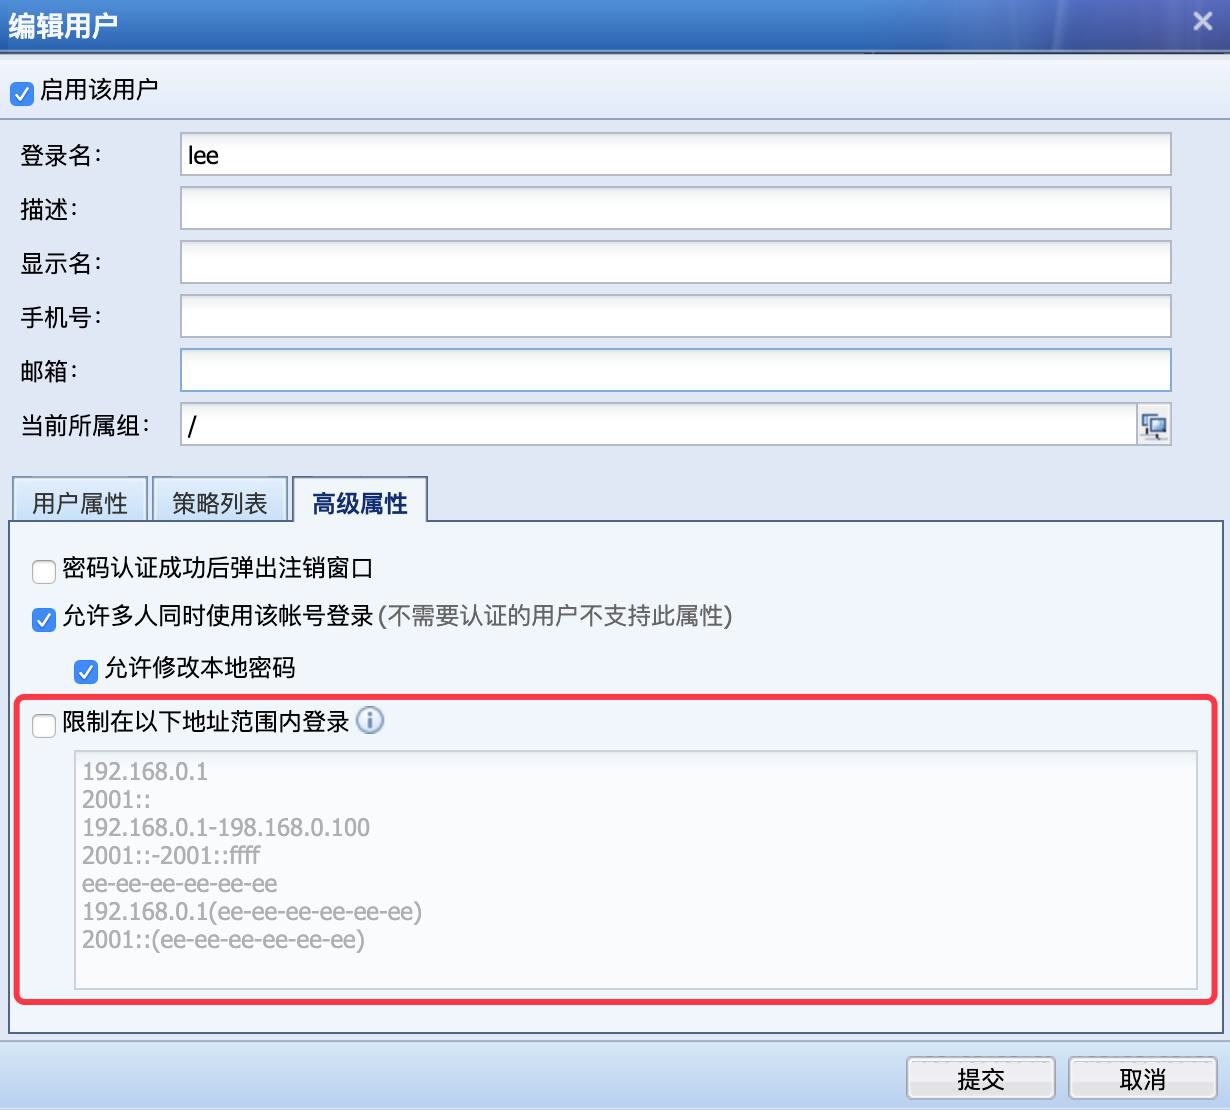 编辑用户
启用该用户
登录名: lee
描述:
显示名:
手机号:
邮箱:
当前所属组: /
用户属性 策略列表 高级属性
密码认证成功后弹出注销窗口
允许多人同时使用该帐号登录(不需要认证的用户不支持此属性)
允许修改本地密码
限制在以下地址范围内登录
192.168.0.1
2001::
192.168.0.1-198.168.0.100
2001::-2001::ffff
ee-ee-ee-ee-ee-ee
192.168.0.1(ee-ee-ee-ee-ee-ee)
2001::(ee-ee-ee-ee-ee-ee)
提交 取消